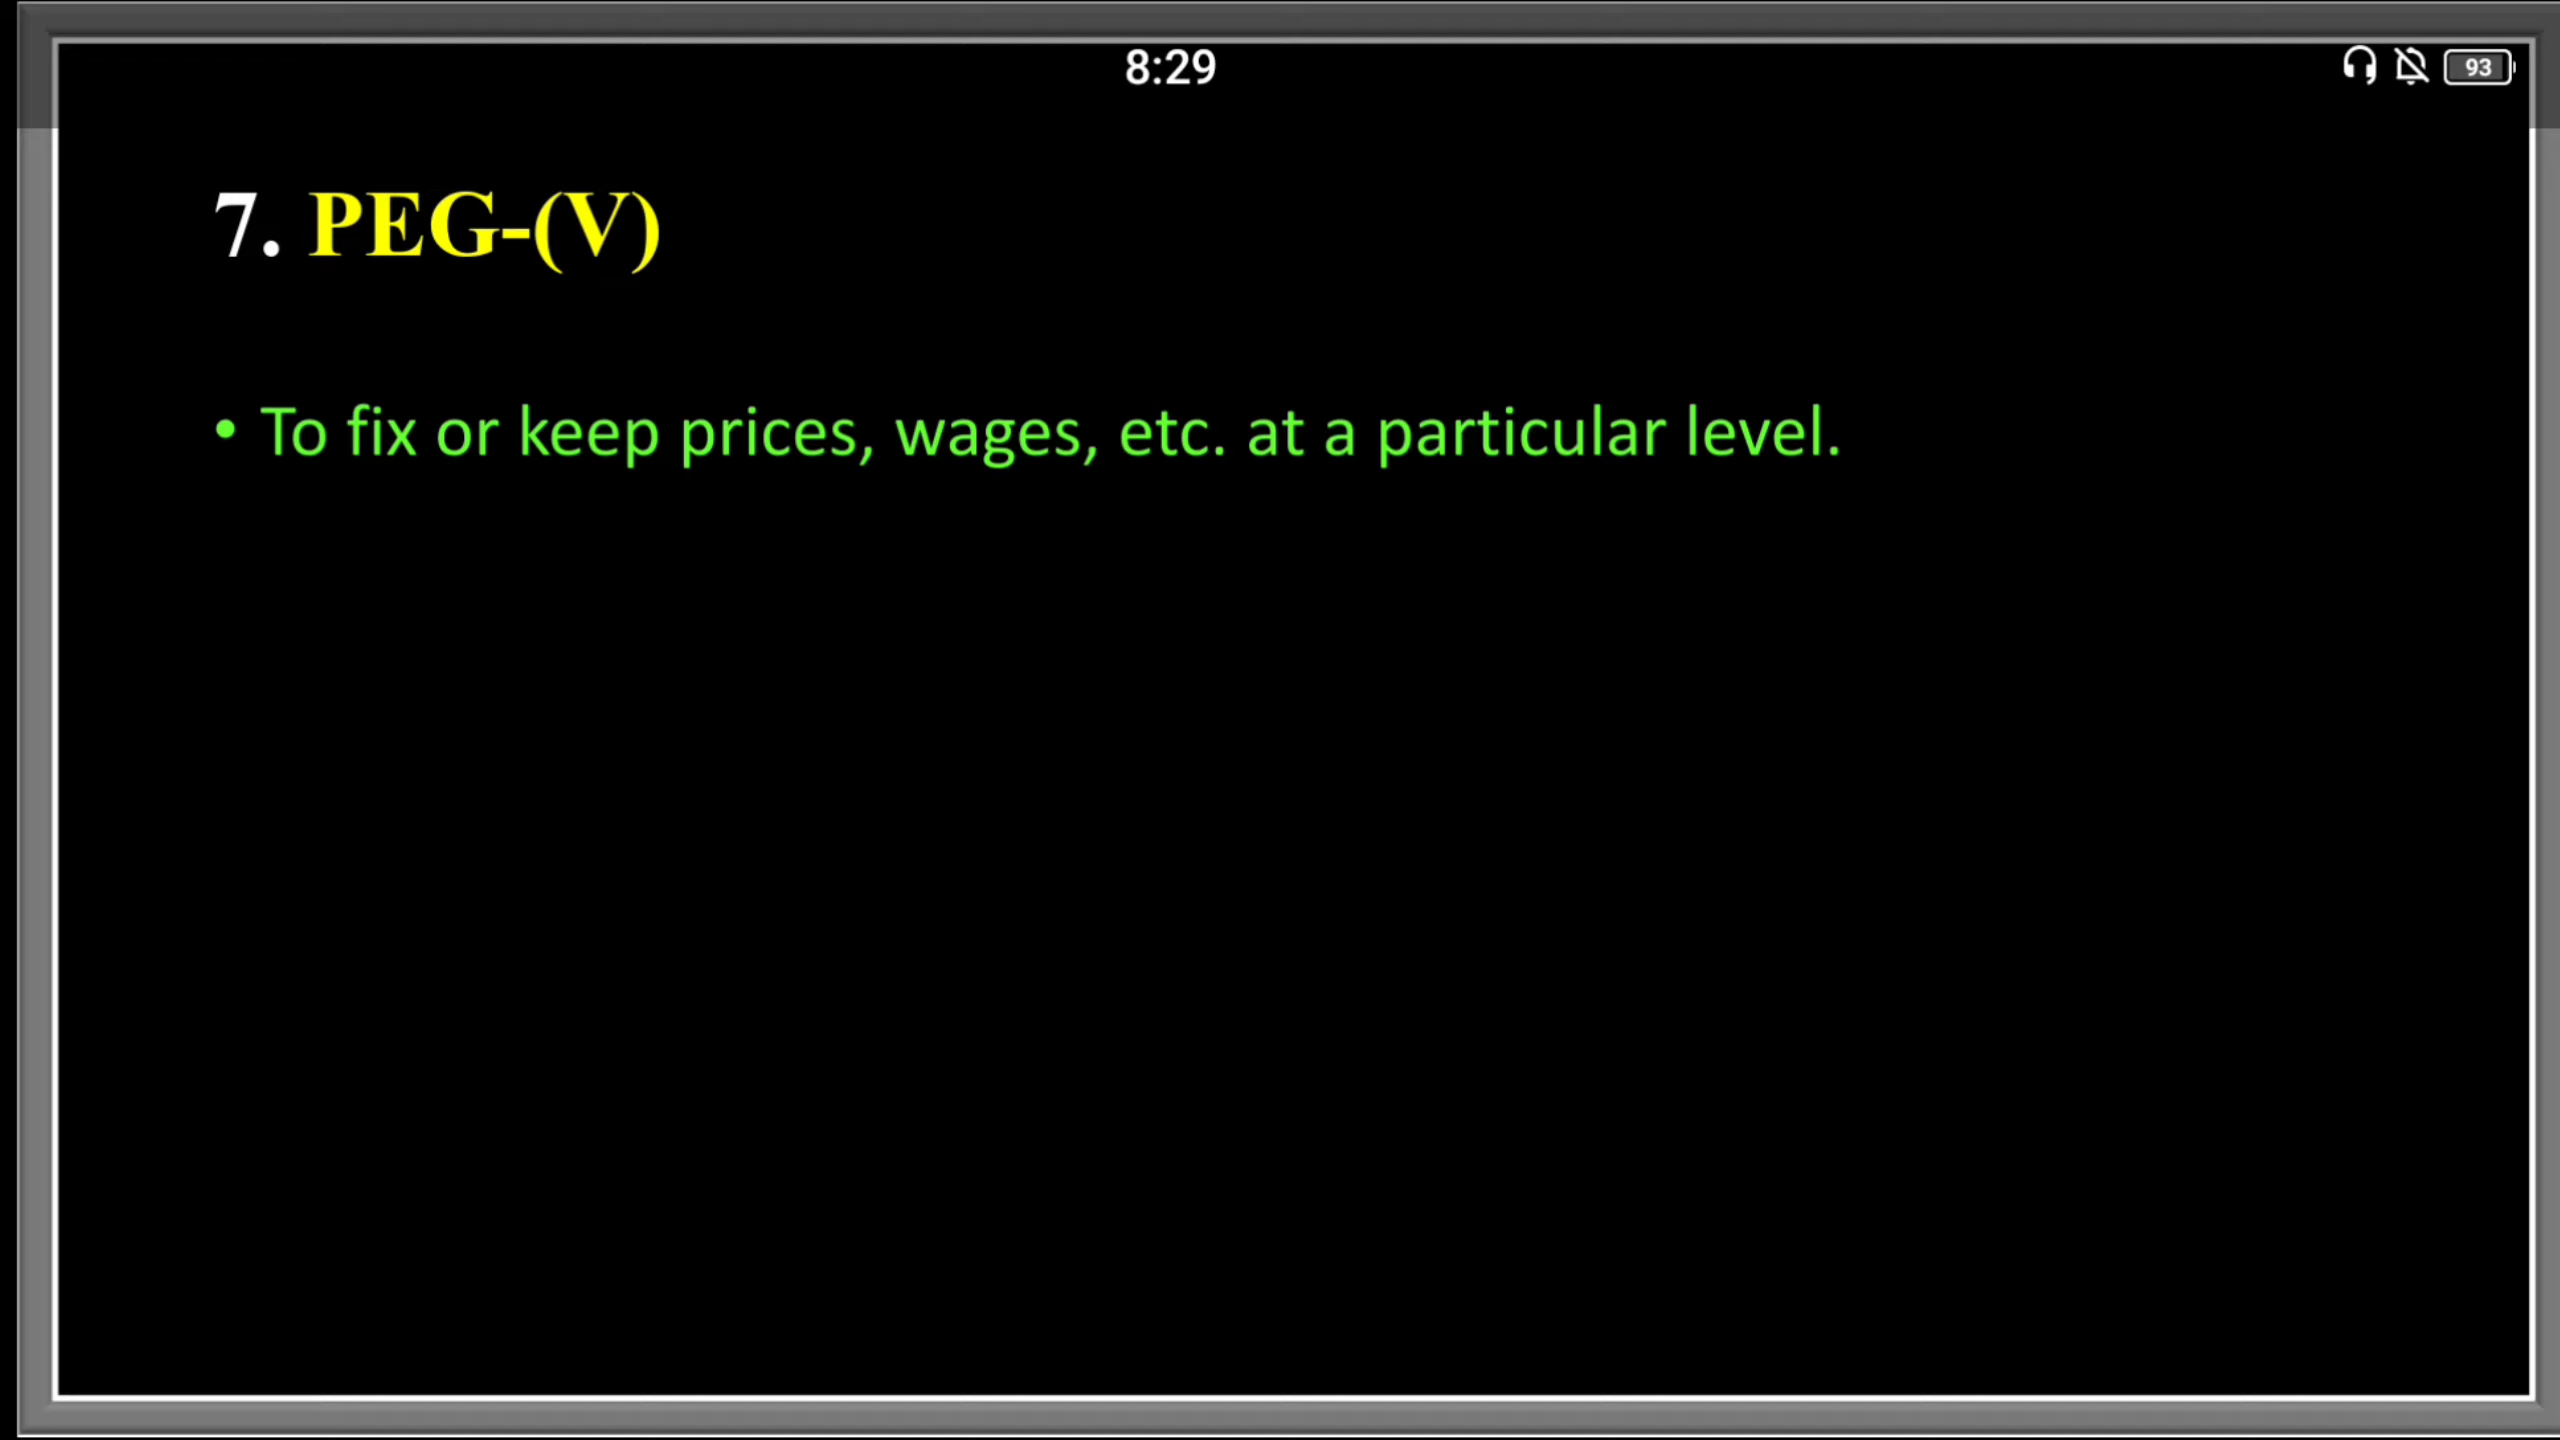 8:29
93
7. PEG-(V)
• To fix or keep prices, wages, etc. at a particular level.